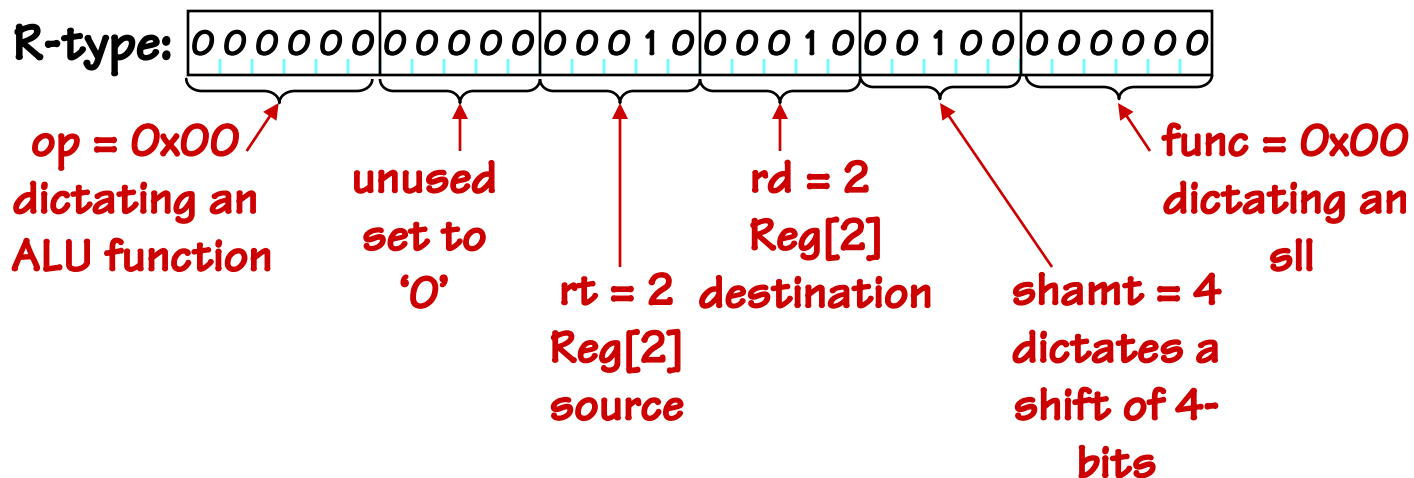 R-type: 000000 00000 00010 00010 00100 000000
op = 0x00
dictating an
ALU function
unused
set to
‘0’
rt = 2
Reg[2]
source
rd = 2
Reg[2]
destination
shamt = 4
dictates a
shift of 4-
bits
func = 0x00
dictating an
sll